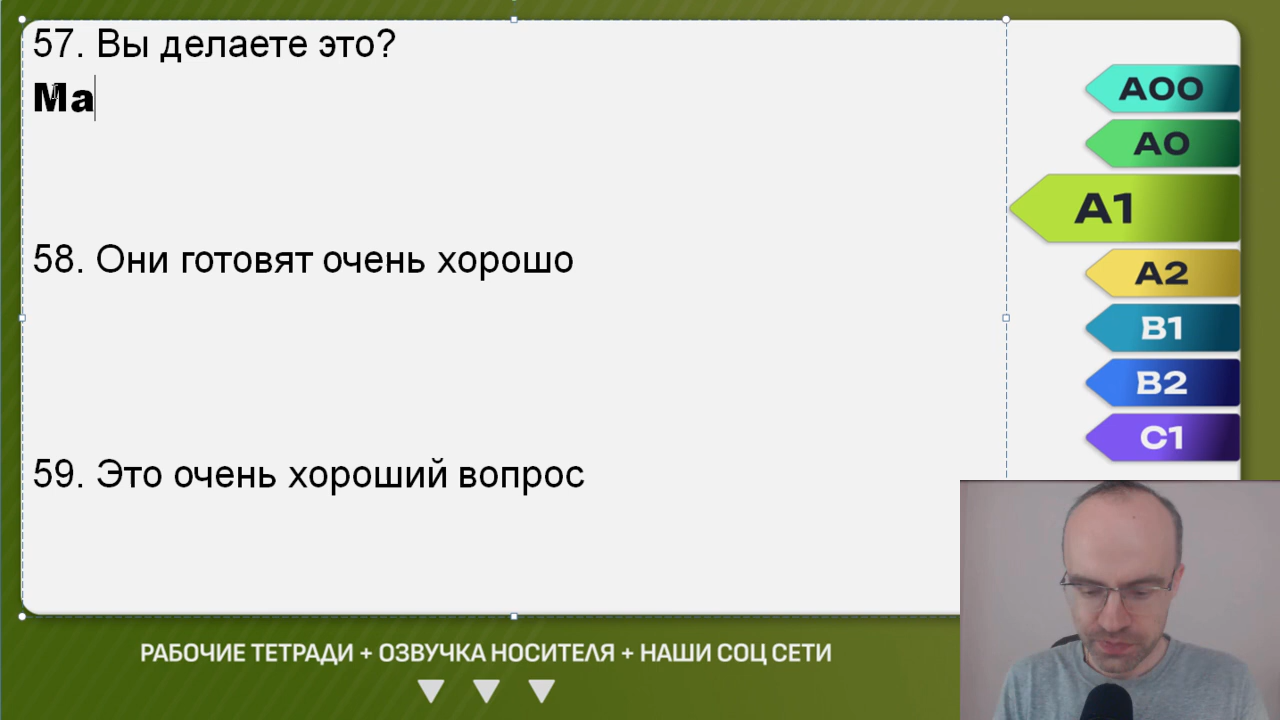 57. Вы делаете это?
Ma
58. Они готовят очень хорошо
59. Это очень хороший вопрос
A00
A0
A1
A2
B1
B2
C1
РАБОЧИЕ ТЕТРАДИ + ОЗВУЧКА НОСИТЕЛЯ + НАШИ СОЦ СЕТИ